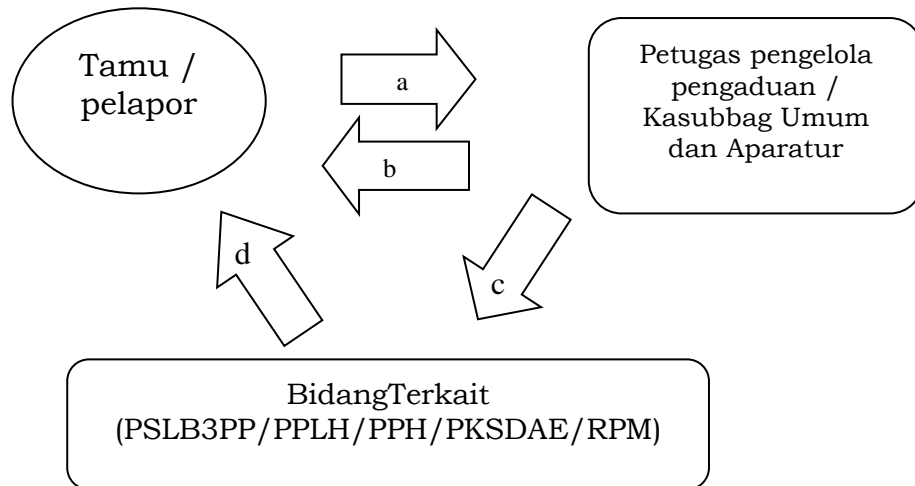 Tamu /
pelapor
a
b
Petugas pengelola
pengaduan /
Kasubbag Umum
dan Aparatur
d
c
BidangTerkait
(PSLB3PP/PPLH/PPH/PKSDAE/RPM)